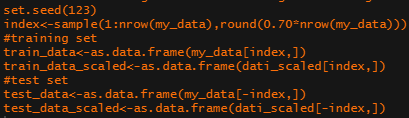 set.seed(123)
index<-sample(1:nrow(my_data),round(0.70*nrow(my_data)))
#training set
train_data<-as.data.frame(my_data[index,])
train_data_scaled<-as.data.frame(dati_scaled[index,])
#test set
test_data<-as.data.frame(my_data[-index,])
test_data_scaled<-as.data.frame(dati_scaled[-index,])